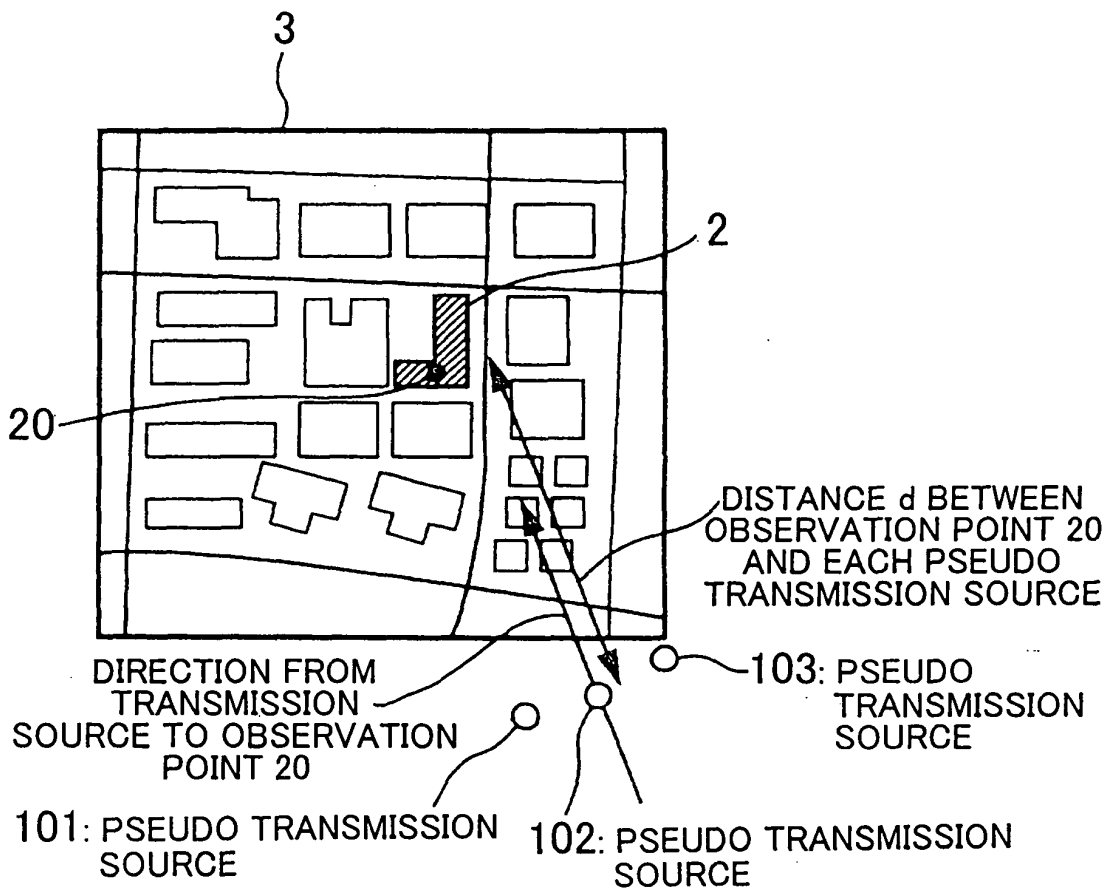 3
2
20
DISTANCE d BETWEEN
OBSERVATION POINT 20
AND EACH PSEUDO
TRANSMISSION SOURCE
DIRECTION FROM
TRANSMISSION
SOURCE TO OBSERVATION
POINT 20
103: PSEUDO
TRANSMISSION
SOURCE
101: PSEUDO TRANSMISSION
SOURCE
102: PSEUDO TRANSMISSION
SOURCE